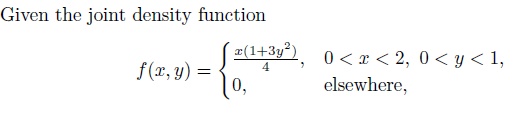 Given the joint density function
f(x, y) = { x(1+3y²)/4, 0 < x < 2, 0 < y < 1,
0, elsewhere,